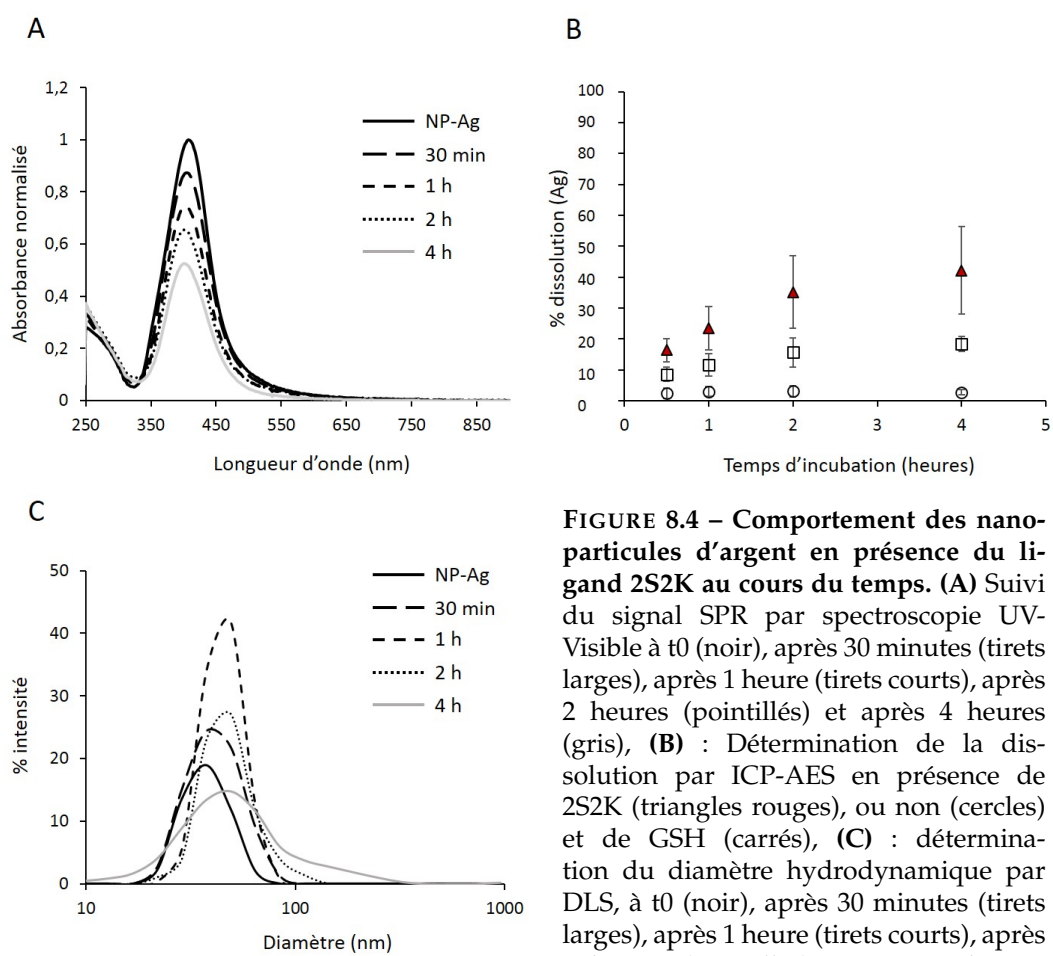 A
1,2
1
0,8
0,6
0,4
0,2
0
250 350 450 550 650 750 850
Absorbance normalisé
Longueur d'onde (nm)
NP-Ag
30 min
1 h
2 h
4 h
B
100
90
80
70
60
50
40
30
20
10
0
0
0 1 2 3 4 5
% dissolution (Ag)
Temps d'incubation (heures)
C
50
40
30
20
10
0
10 100 1000
% intensité
Diamètre (nm)
NP-Ag
30 min
1 h
2 h
4 h
FIGURE 8.4 – Comportement des nano-
particules d'argent en présence du li-
gand 2S2K au cours du temps. (A) Suivi
du signal SPR par spectroscopie UV-
Visible à t0 (noir), après 30 minutes (tirets
larges), après 1 heure (tirets courts), après
2 heures (pointillés) et après 4 heures
(gris), (B) : Détermination de la dis-
solution par ICP-AES en présence de
2S2K (triangles rouges), ou non (cercles)
et de GSH (carrés), (C) : détermina-
tion du diamètre hydrodynamique par
DLS, à t0 (noir), après 30 minutes (tirets
larges), après 1 heure (tirets courts), après